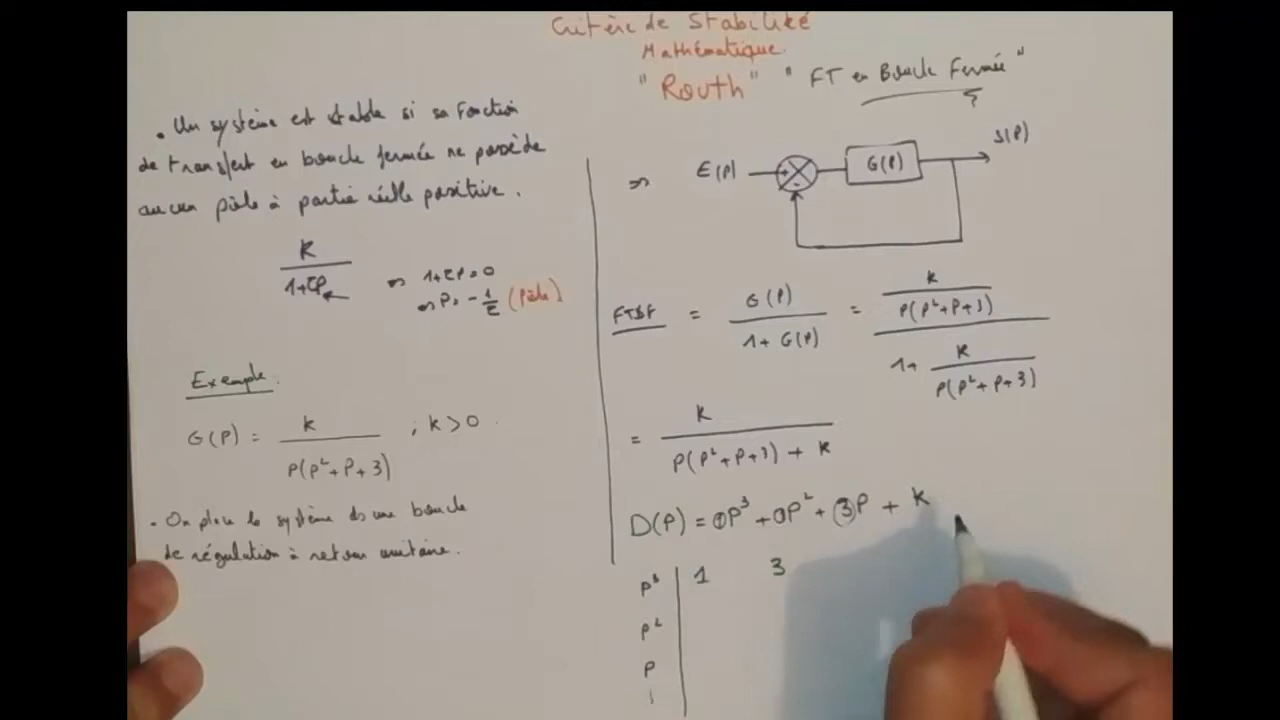 Critère de Stabilité
Mathématique.
"Routh" "FT en Boucle Fermée"
. Un système est stable si sa fonction
de transfert en boucle fermée ne possède
aucun pôle à partie réelle positive.
K / 1+τP ⇒ 1+τP=0
⇒ P=-1/τ (Pôle)
Exemple.
G(P) = K / P(P²+P+3) ; K>0
. On place le système ds une boucle
de régulation à retour unitaire.
⇒ E(P) + - G(P) S(P)
FTBF = G(P) / 1+G(P) = K / P(P²+P+3) / 1+ K / P(P²+P+3)
= K / P(P²+P+3) + K
D(P) = 1P³ + 1P² + 3P + K
P³ 1 3
P²
P
1